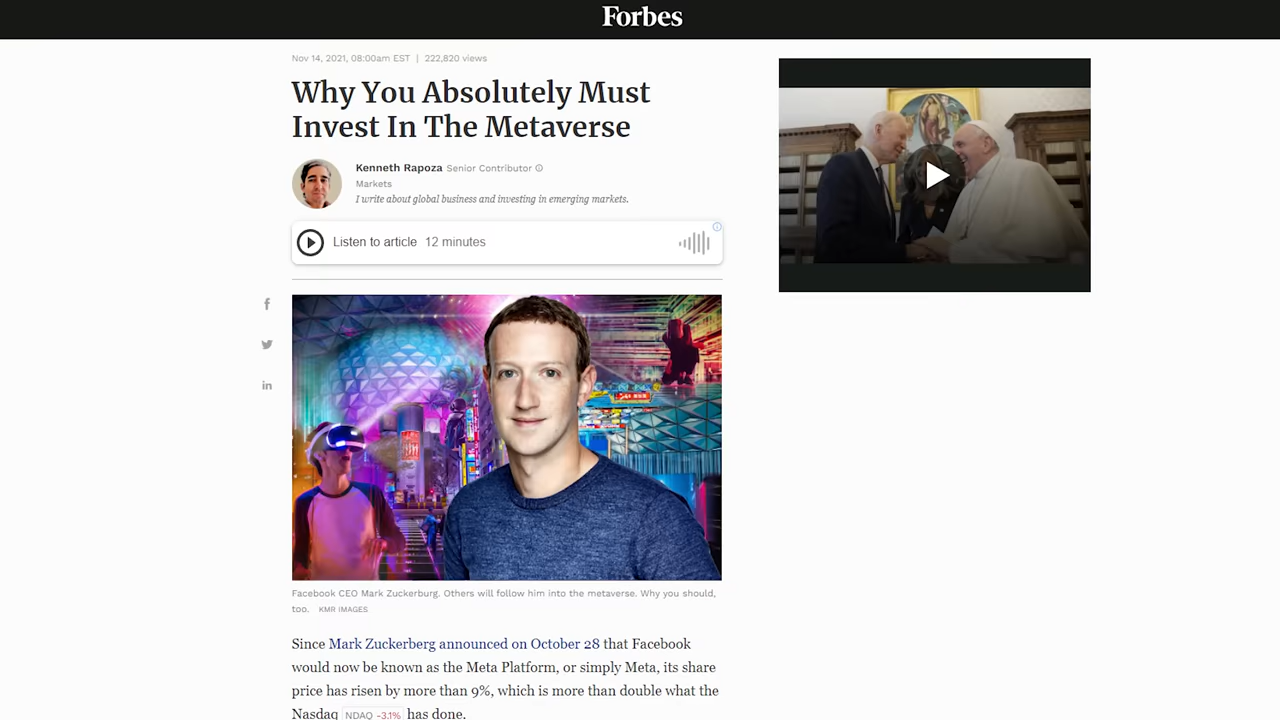 Forbes
Nov 14, 2021, 08:00am EST | 222,820 views
Why You Absolutely Must
Invest In The Metaverse
Kenneth Rapoza Senior Contributor
Markets
I write about global business and investing in emerging markets.
Listen to article 12 minutes
Facebook CEO Mark Zuckerburg. Others will follow him into the metaverse. Why you should,
too. KMR IMAGES
Since Mark Zuckerberg announced on October 28 that Facebook
would now be known as the Meta Platform, or simply Meta, its share
price has risen by more than 9%, which is more than double what the
Nasdaq NDAQ -3.1% has done.